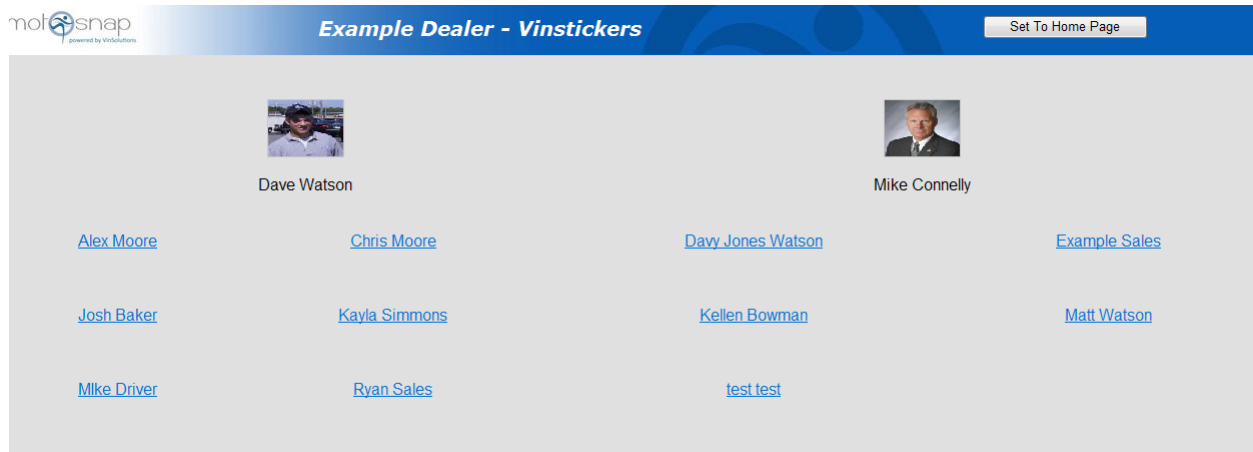 motosnap
powered by VinSolutions
Example Dealer - Vinstickers
Set To Home Page
Dave Watson
Mike Connelly
Alex Moore
Chris Moore
Davy Jones Watson
Example Sales
Josh Baker
Kayla Simmons
Kellen Bowman
Matt Watson
MIke Driver
Ryan Sales
test test